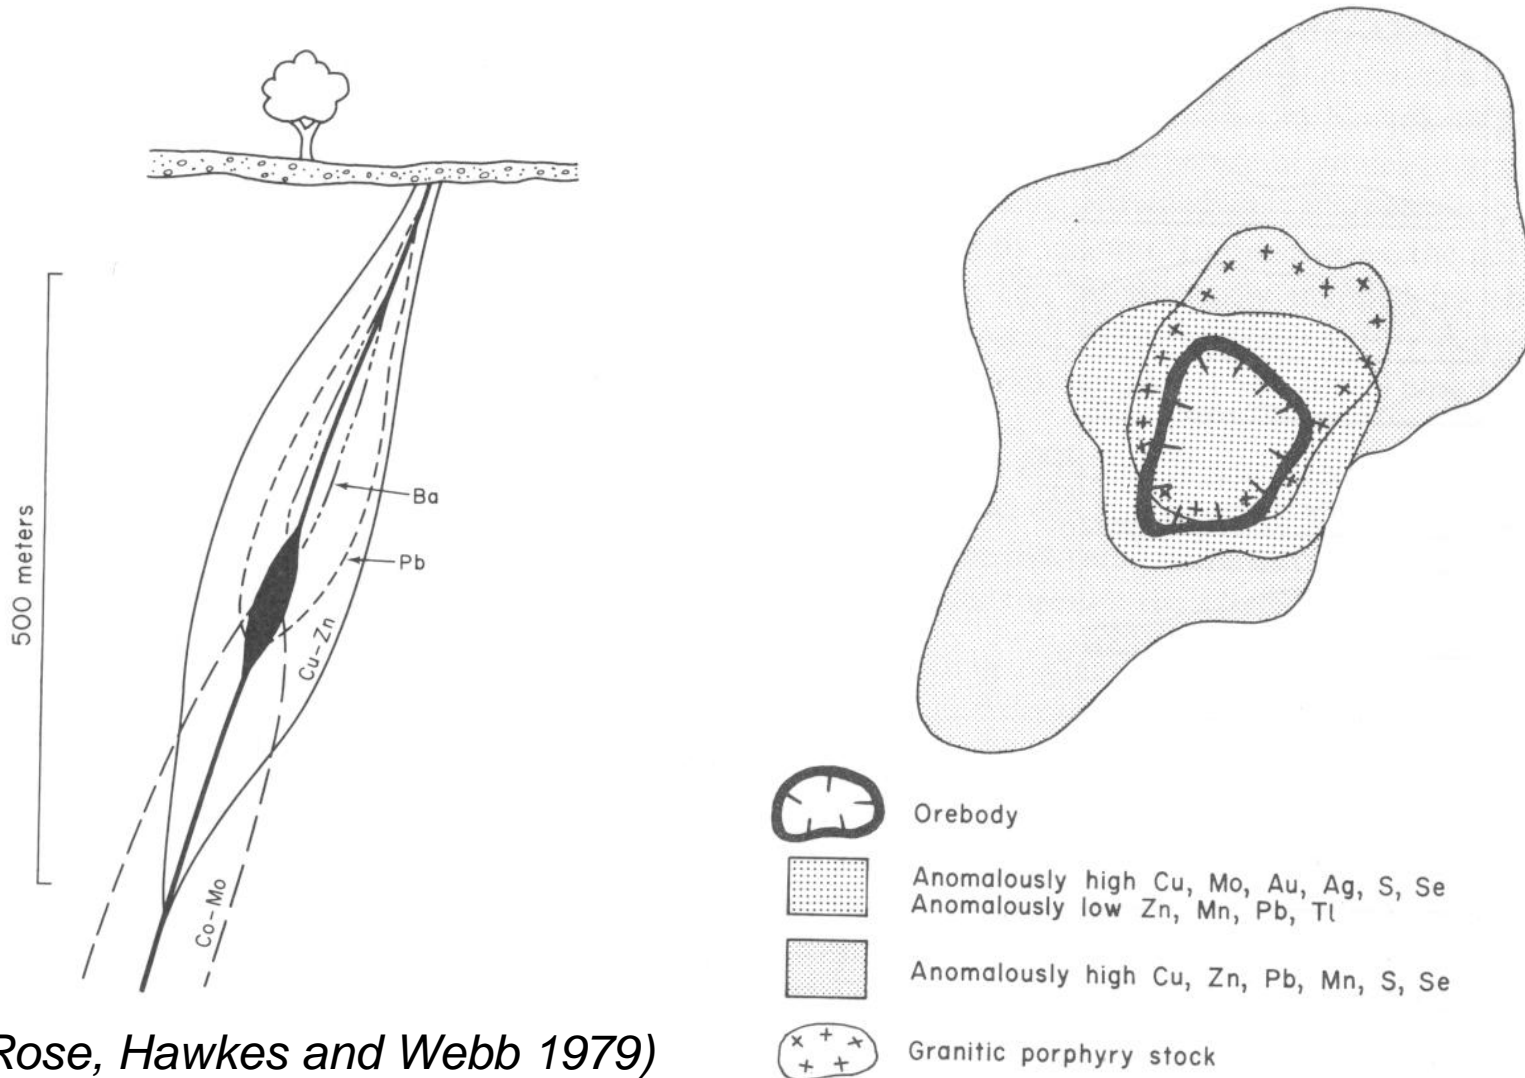 500 meters
Ba
Pb
Cu-Zn
Co-Mo
Rose, Hawkes and Webb 1979)
Orebody
Anomalously high Cu, Mo, Au, Ag, S, Se
Anomalously low Zn, Mn, Pb, Tl
Anomalously high Cu, Zn, Pb, Mn, S, Se
Granitic porphyry stock